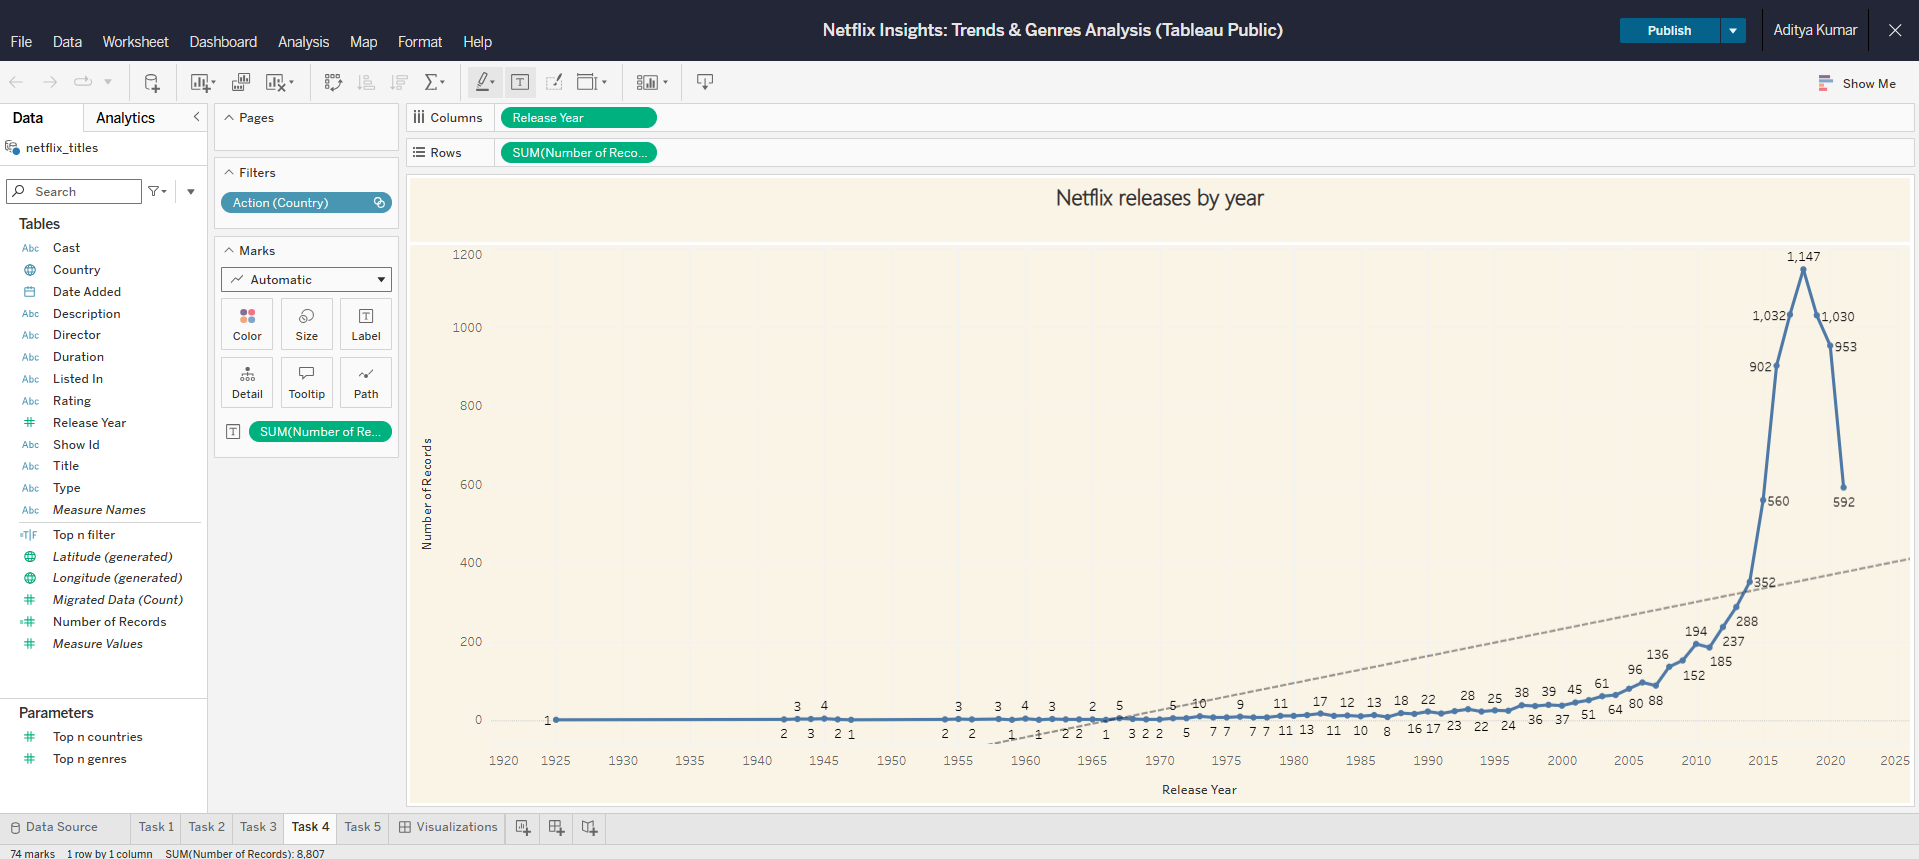 Netflix Insights: Trends & Genres Analysis (Tableau Public)
Publish
Aditya Kumar
File Data Worksheet Dashboard Analysis Map Format Help
Show Me
Data Analytics
netflix_titles
Search
Tables
Abc Cast
Country
Date Added
Abc Description
Abc Director
Abc Duration
Abc Listed In
Abc Rating
Release Year
Abc Show Id
Abc Title
Abc Type
Abc Measure Names
=T|F Top n filter
Latitude (generated)
Longitude (generated)
Migrated Data (Count)
Number of Records
Measure Values
Parameters
Top n countries
Top n genres
Pages
Filters
Action (Country)
Marks
Automatic
Color Size Label
Detail Tooltip Path
SUM(Number of Re...
Columns Release Year
Rows SUM(Number of Reco...
Netflix releases by year
Number of Records
1200
1000
800
600
400
200
0
1 2 3 3 4 2 1 2 3 2 3 1 4 1 3 2 2 2 1 5 3 2 2 5 5 10 7 7 9 7 7 11 11 13 17 11 12 10 13 8 18 16 22 17 23 28 22 25 24 38 36 39 37 45 51 61 64 80 96 88 136 152 194 185 237 288 352 560 902 1,032 1,147 1,030 953 592
1920 1925 1930 1935 1940 1945 1950 1955 1960 1965 1970 1975 1980 1985 1990 1995 2000 2005 2010 2015 2020 2025
Release Year
Data Source Task 1 Task 2 Task 3 Task 4 Task 5 Visualizations
74 marks 1 row by 1 column SUM(Number of Records): 8,807